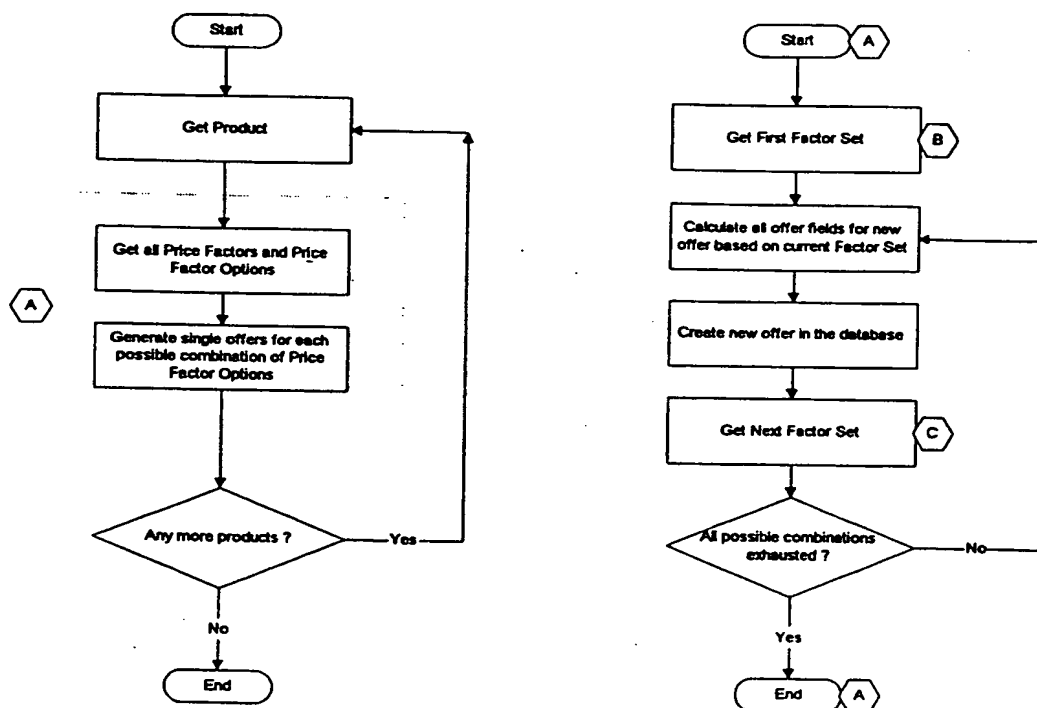 Start
Get Product
Get all Price Factors and Price
Factor Options
A
Generate single offers for each
possible combination of Price
Factor Options
Any more products ?
Yes
No
End
Start
A
Get First Factor Set
B
Calculate all offer fields for new
offer based on current Factor Set
Create new offer in the database
Get Next Factor Set
C
All possible combinations
exhausted ?
No
Yes
End
A